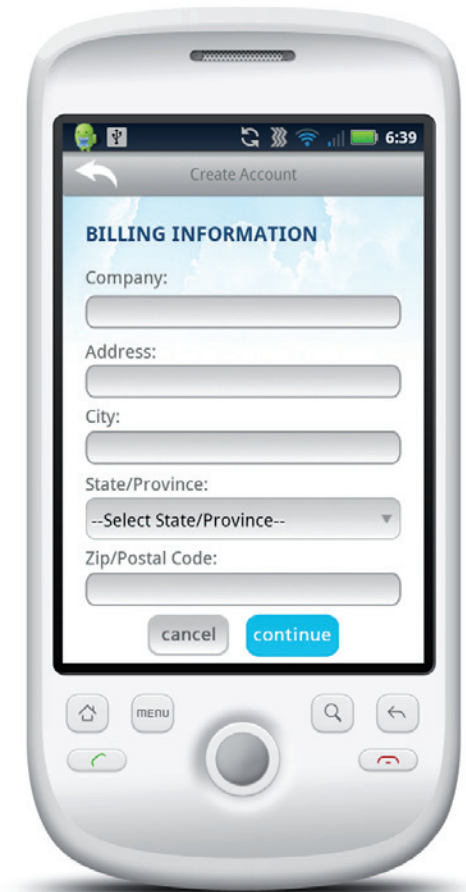 6:39
Create Account
BILLING INFORMATION
Company:
Address:
City:
State/Province:
--Select State/Province--
Zip/Postal Code:
cancel continue
MENU